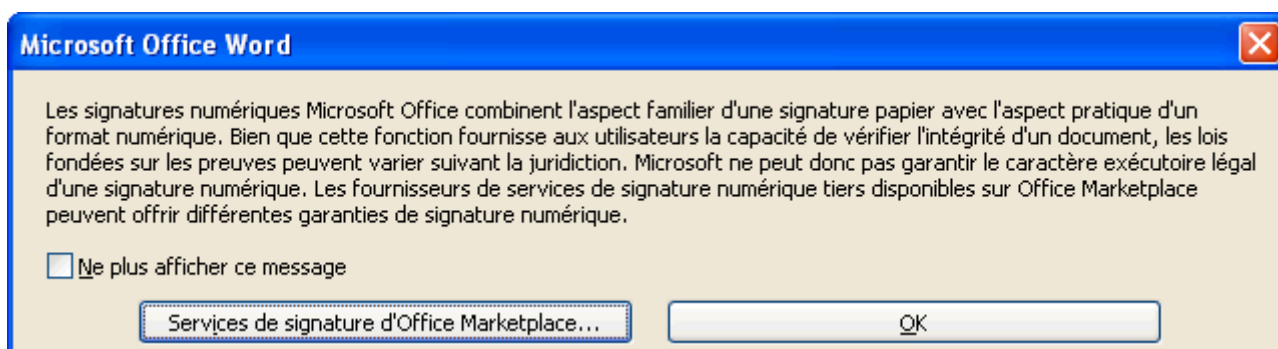 Microsoft Office Word
Les signatures numériques Microsoft Office combinent l'aspect familier d'une signature papier avec l'aspect pratique d'un
format numérique. Bien que cette fonction fournisse aux utilisateurs la capacité de vérifier l'intégrité d'un document, les lois
fondées sur les preuves peuvent varier suivant la juridiction. Microsoft ne peut donc pas garantir le caractère exécutoire légal
d'une signature numérique. Les fournisseurs de services de signature numérique tiers disponibles sur Office Marketplace
peuvent offrir différentes garanties de signature numérique.
Ne plus afficher ce message
Services de signature d'Office Marketplace... OK